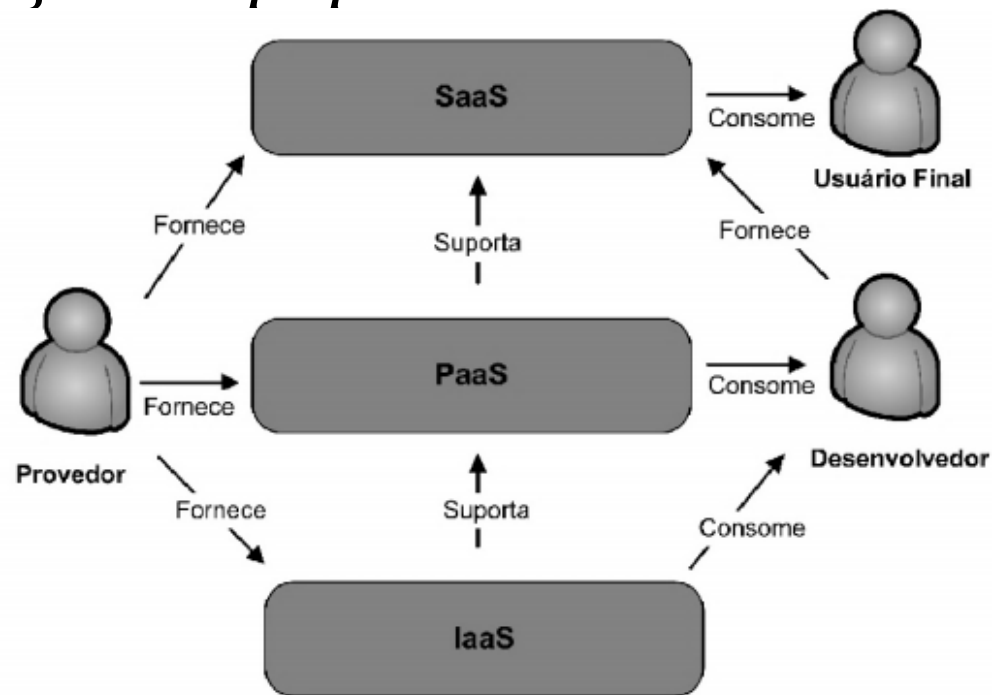 SaaS
Consome
Usuário Final
Fornece
Suporta
Fornece
PaaS
Fornece
Consome
Provedor
Desenvolvedor
Fornece
Suporta
Consome
IaaS